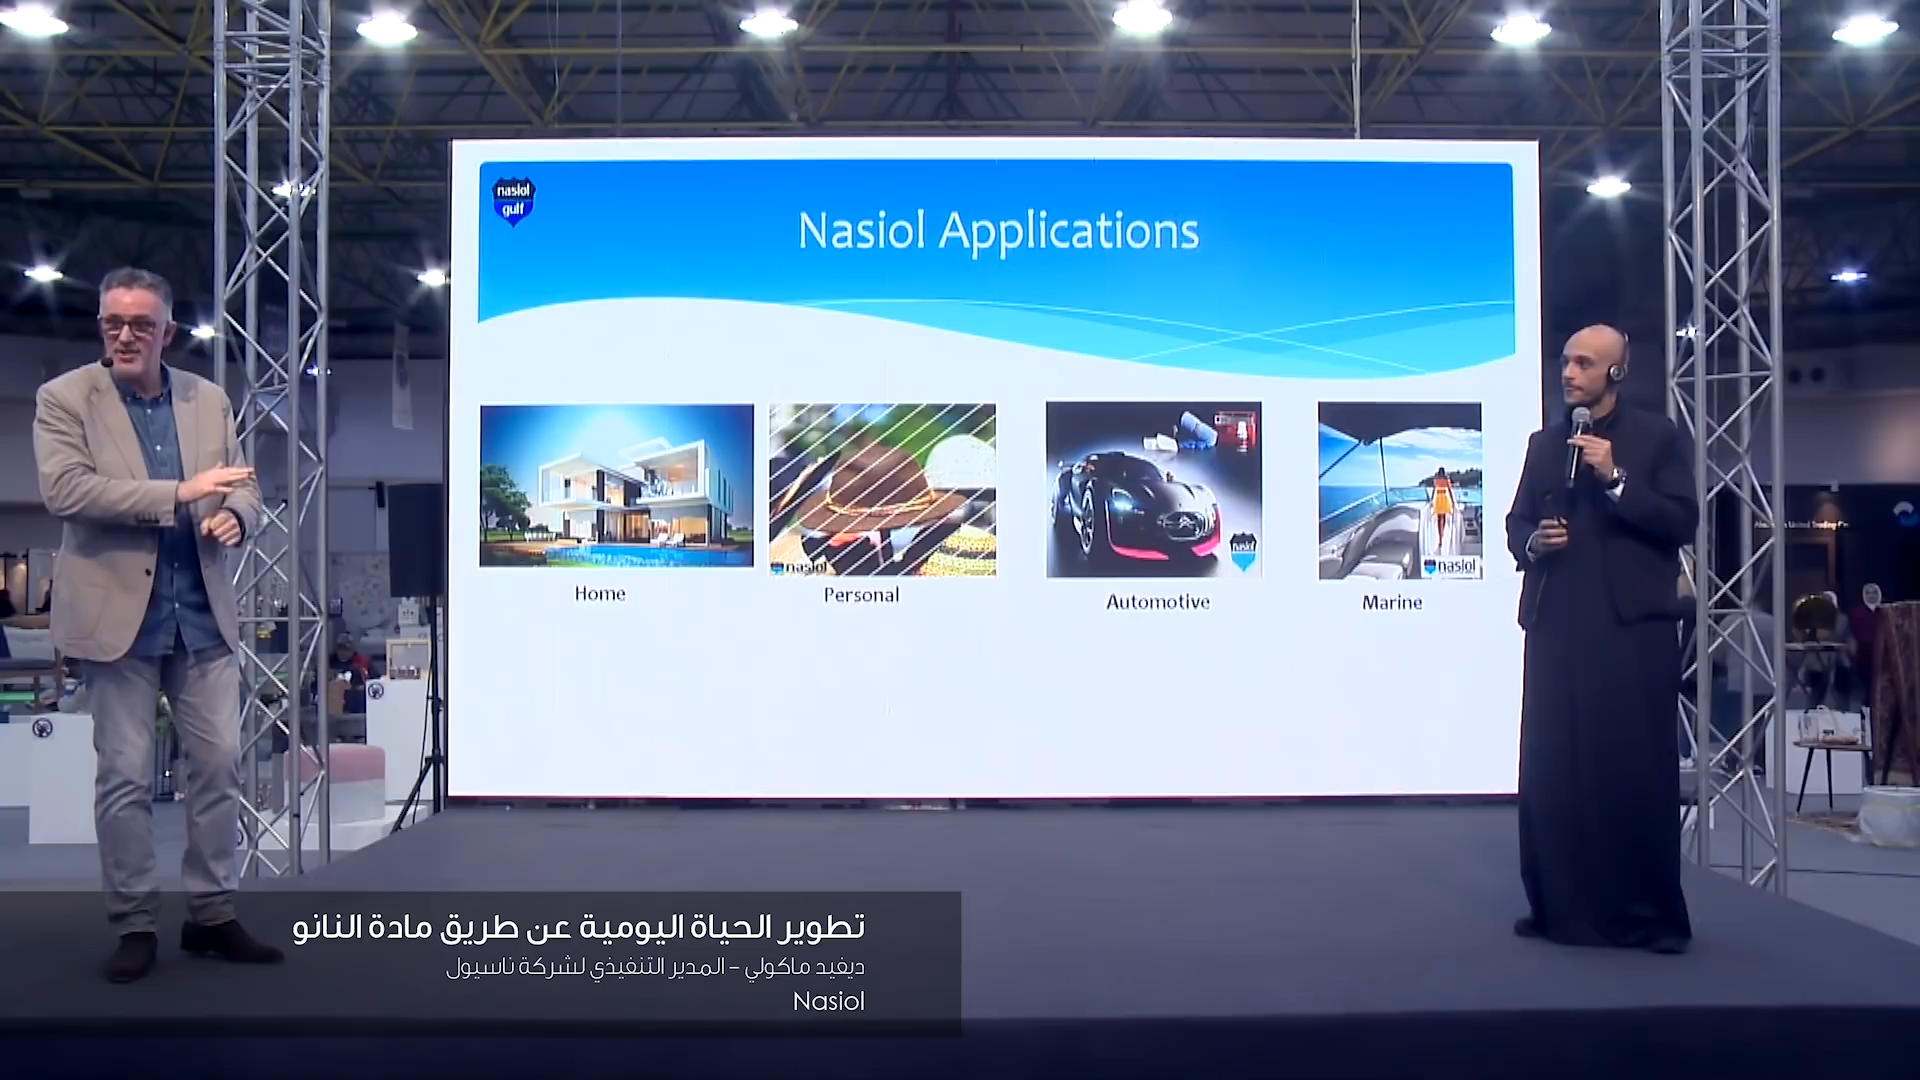 nasiol
gulf
Nasiol Applications
nasiol
nasiol
nasiol
Home
Personal
Automotive
Marine
تطوير الحياة اليومية عن طريق مادة النانو
ديفيد ماكولي – المدير التنفيذي لشركة ناسيول
Nasiol